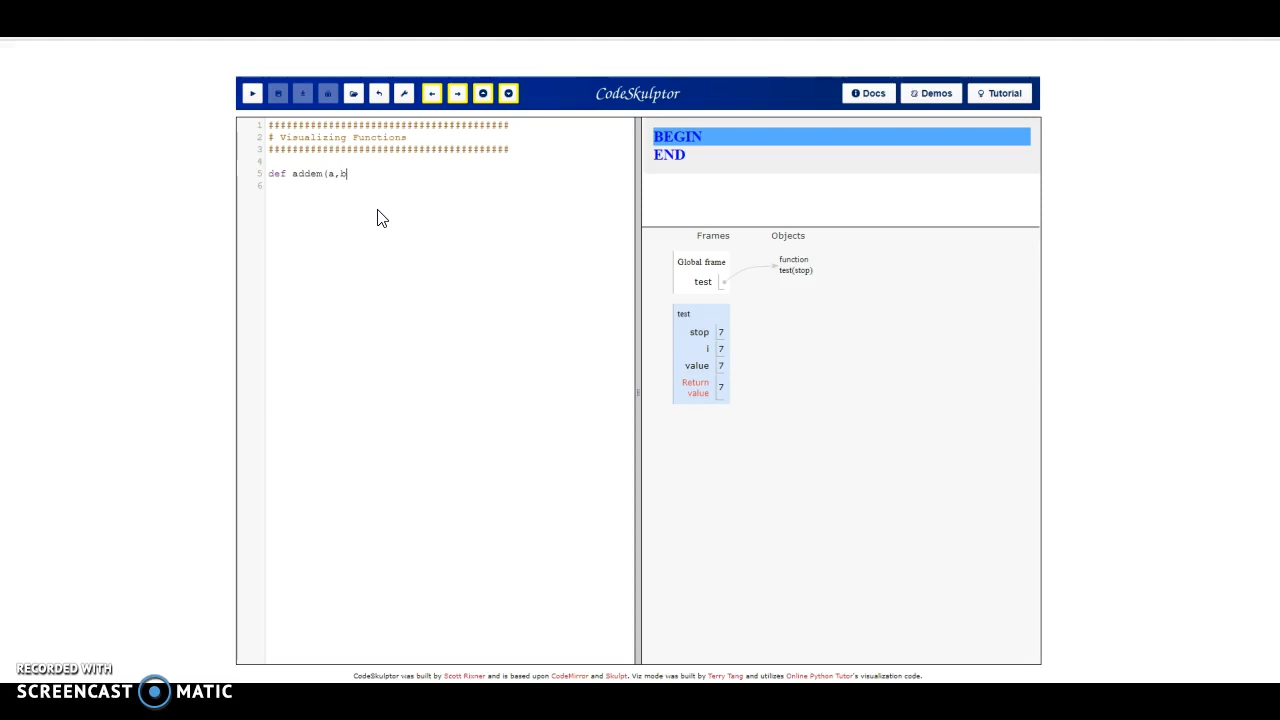 CodeSkulptor
Docs
Demos
Tutorial
1 #######################################
2 # Visualizing Functions
3 #######################################
4
5 def addem(a,b
6
BEGIN
END
Frames Objects
Global frame
test
function
test(stop)
test
stop 7
i 7
value 7
Return
value 7
CodeSkulptor was built by Scott Rixner and is based upon CodeMirror and Skulpt. Viz mode was built by Terry Tang and utilizes Online Python Tutor's visualization code.
RECORDED WITH
SCREENCAST MATIC